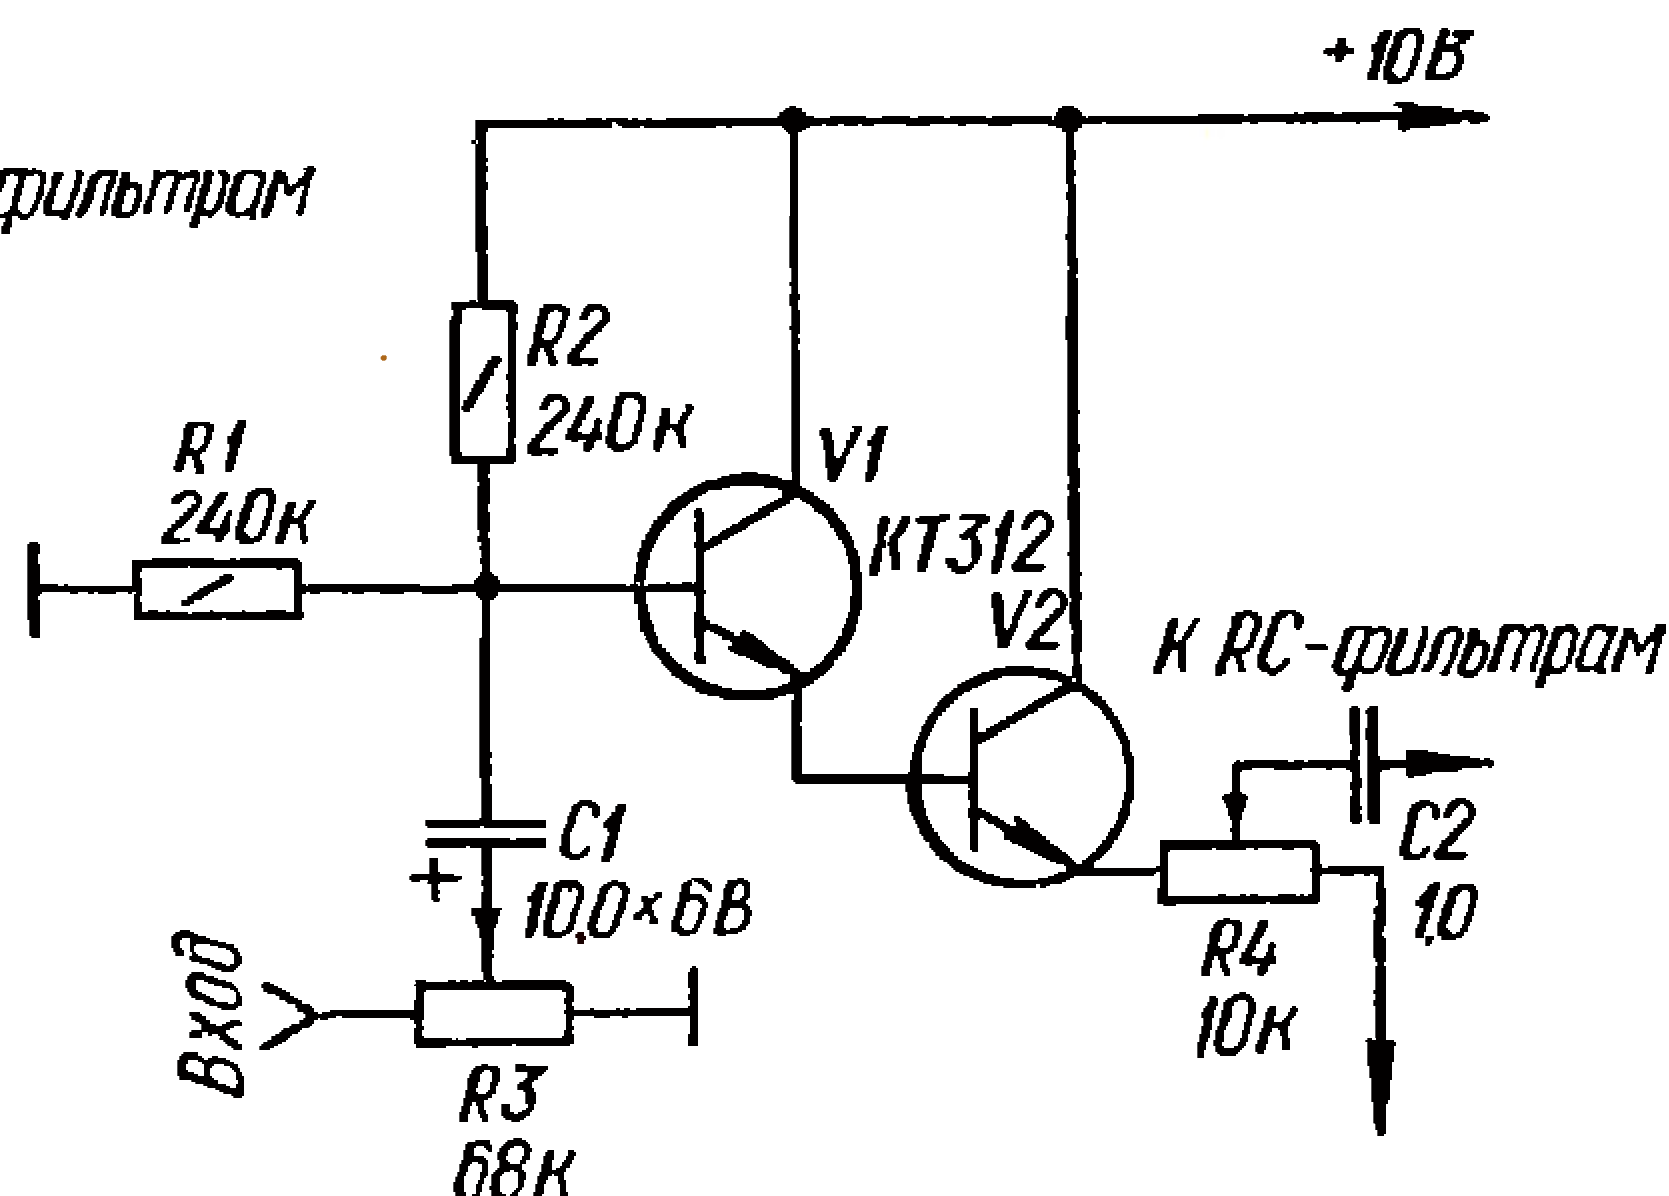 +10В
фильтрам
R2
240к
R1
240к
V1
КТ312
V2
К RC-фильтрам
C1
+
10,0×6В
C2
1,0
R4
10к
Вход
R3
68к